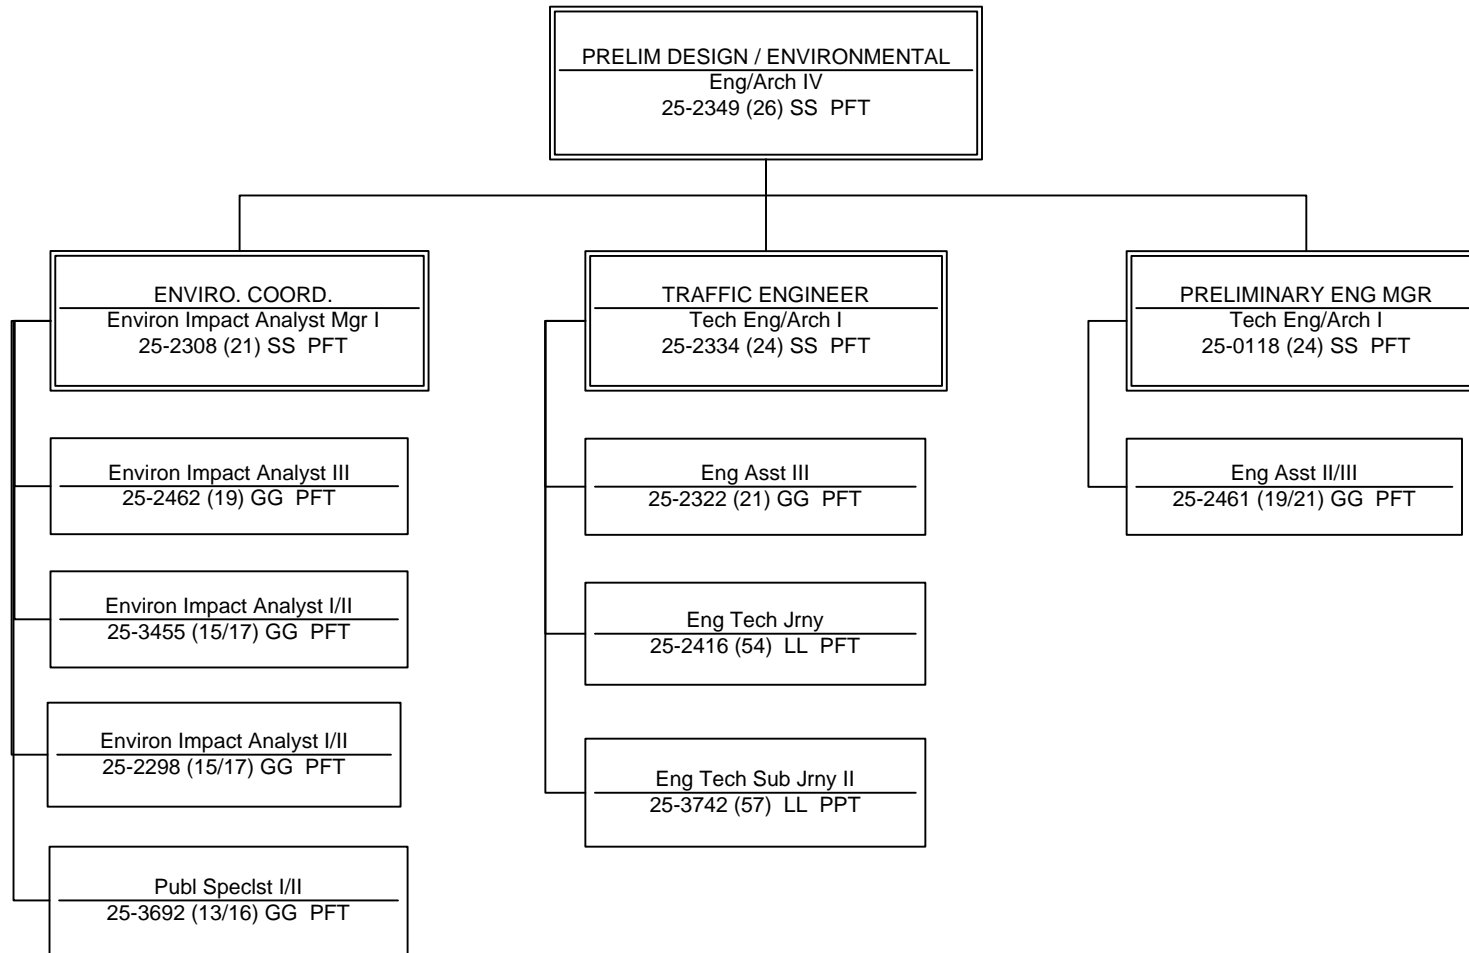 PRELIM DESIGN / ENVIRONMENTAL
Eng/Arch IV
25-2349 (26) SS PFT
ENVIRO. COORD.
Environ Impact Analyst Mgr I
25-2308 (21) SS PFT
TRAFFIC ENGINEER
Tech Eng/Arch I
25-2334 (24) SS PFT
PRELIMINARY ENG MGR
Tech Eng/Arch I
25-0118 (24) SS PFT
Environ Impact Analyst III
25-2462 (19) GG PFT
Eng Asst III
25-2322 (21) GG PFT
Eng Asst II/III
25-2461 (19/21) GG PFT
Environ Impact Analyst I/II
25-3455 (15/17) GG PFT
Eng Tech Jrny
25-2416 (54) LL PFT
Environ Impact Analyst I/II
25-2298 (15/17) GG PFT
Eng Tech Sub Jrny II
25-3742 (57) LL PPT
Publ Speclst I/II
25-3692 (13/16) GG PFT